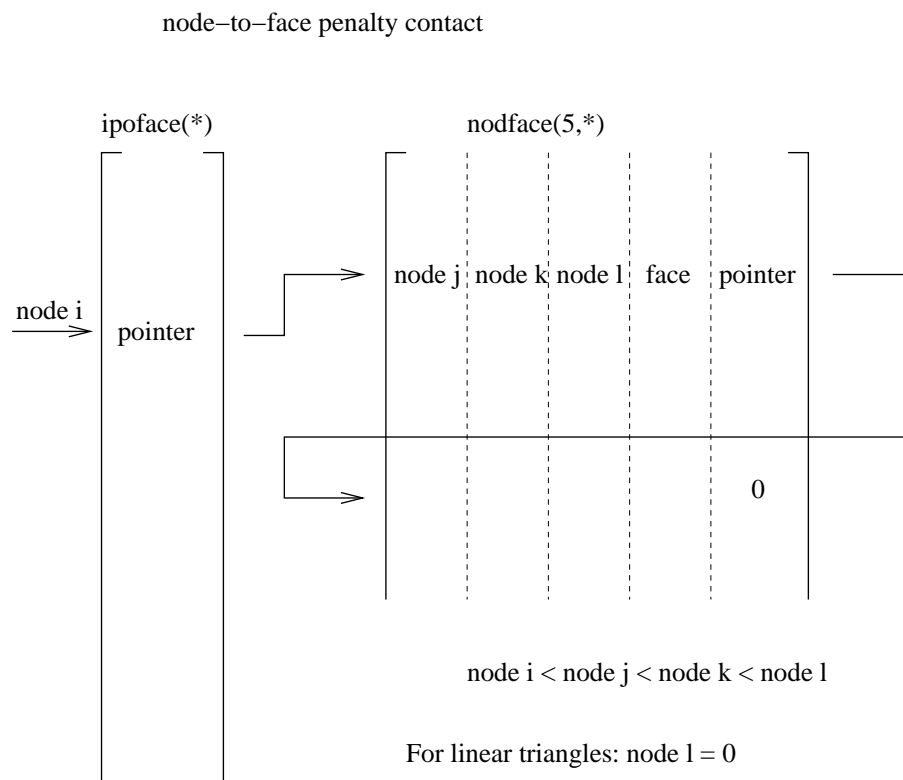 node−to−face penalty contact
ipoface(*)
nodface(5,*)
node j node k node l face pointer
node i
pointer
0
node i < node j < node k < node l
For linear triangles: node l = 0